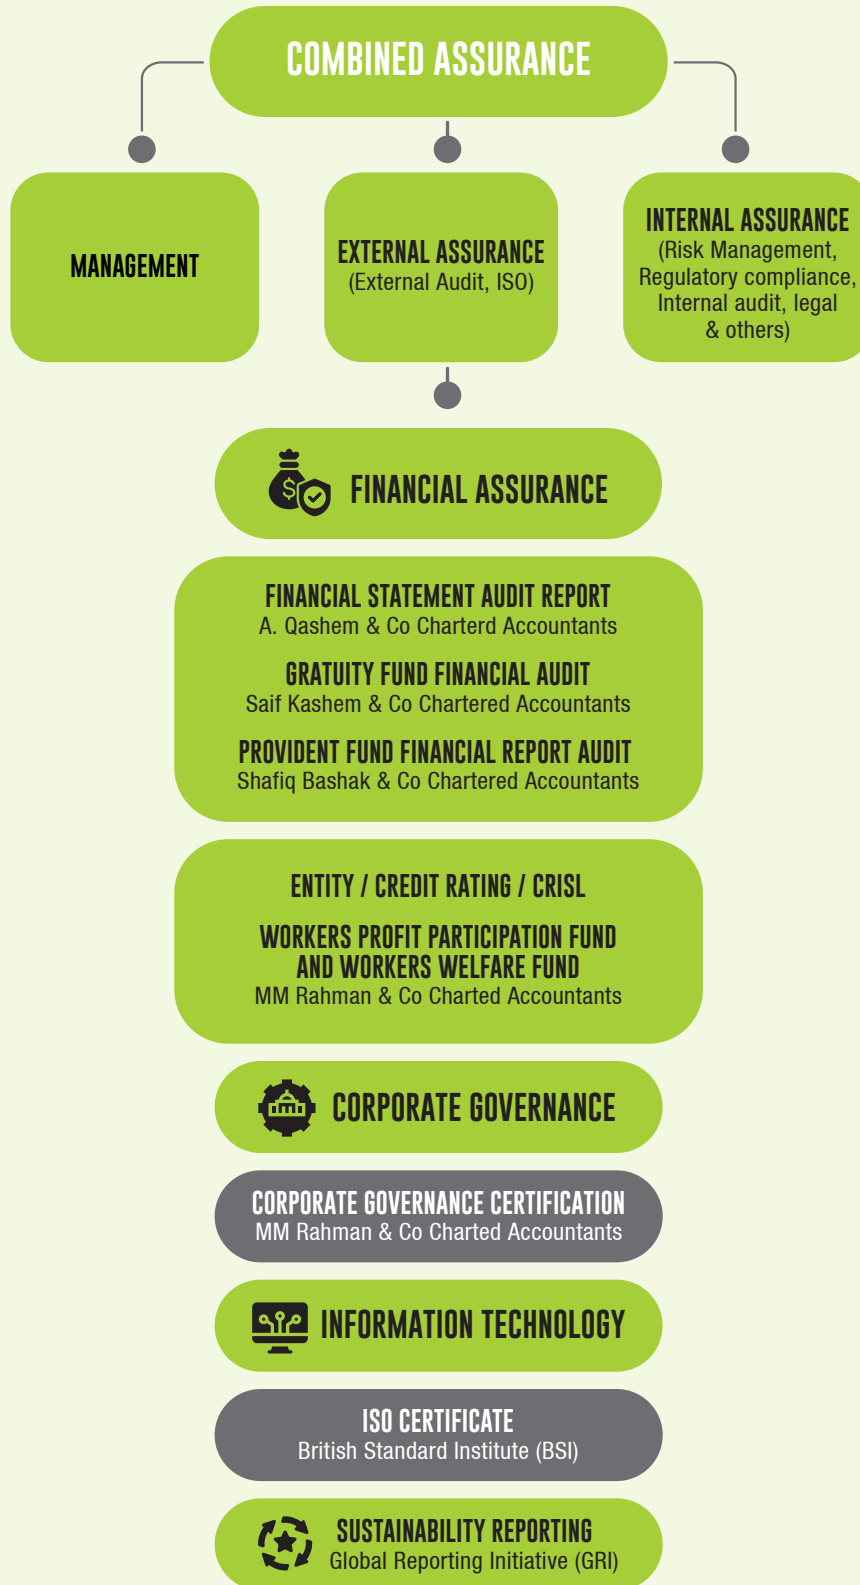 COMBINED ASSURANCE
MANAGEMENT
EXTERNAL ASSURANCE
(External Audit, ISO)
INTERNAL ASSURANCE
(Risk Management,
Regulatory compliance,
Internal audit, legal
& others)
FINANCIAL ASSURANCE
FINANCIAL STATEMENT AUDIT REPORT
A. Qashem & Co Charterd Accountants
GRATUITY FUND FINANCIAL AUDIT
Saif Kashem & Co Chartered Accountants
PROVIDENT FUND FINANCIAL REPORT AUDIT
Shafiq Bashak & Co Chartered Accountants
ENTITY / CREDIT RATING / CRISL
WORKERS PROFIT PARTICIPATION FUND
AND WORKERS WELFARE FUND
MM Rahman & Co Charted Accountants
CORPORATE GOVERNANCE
CORPORATE GOVERNANCE CERTIFICATION
MM Rahman & Co Charted Accountants
INFORMATION TECHNOLOGY
ISO CERTIFICATE
British Standard Institute (BSI)
SUSTAINABILITY REPORTING
Global Reporting Initiative (GRI)